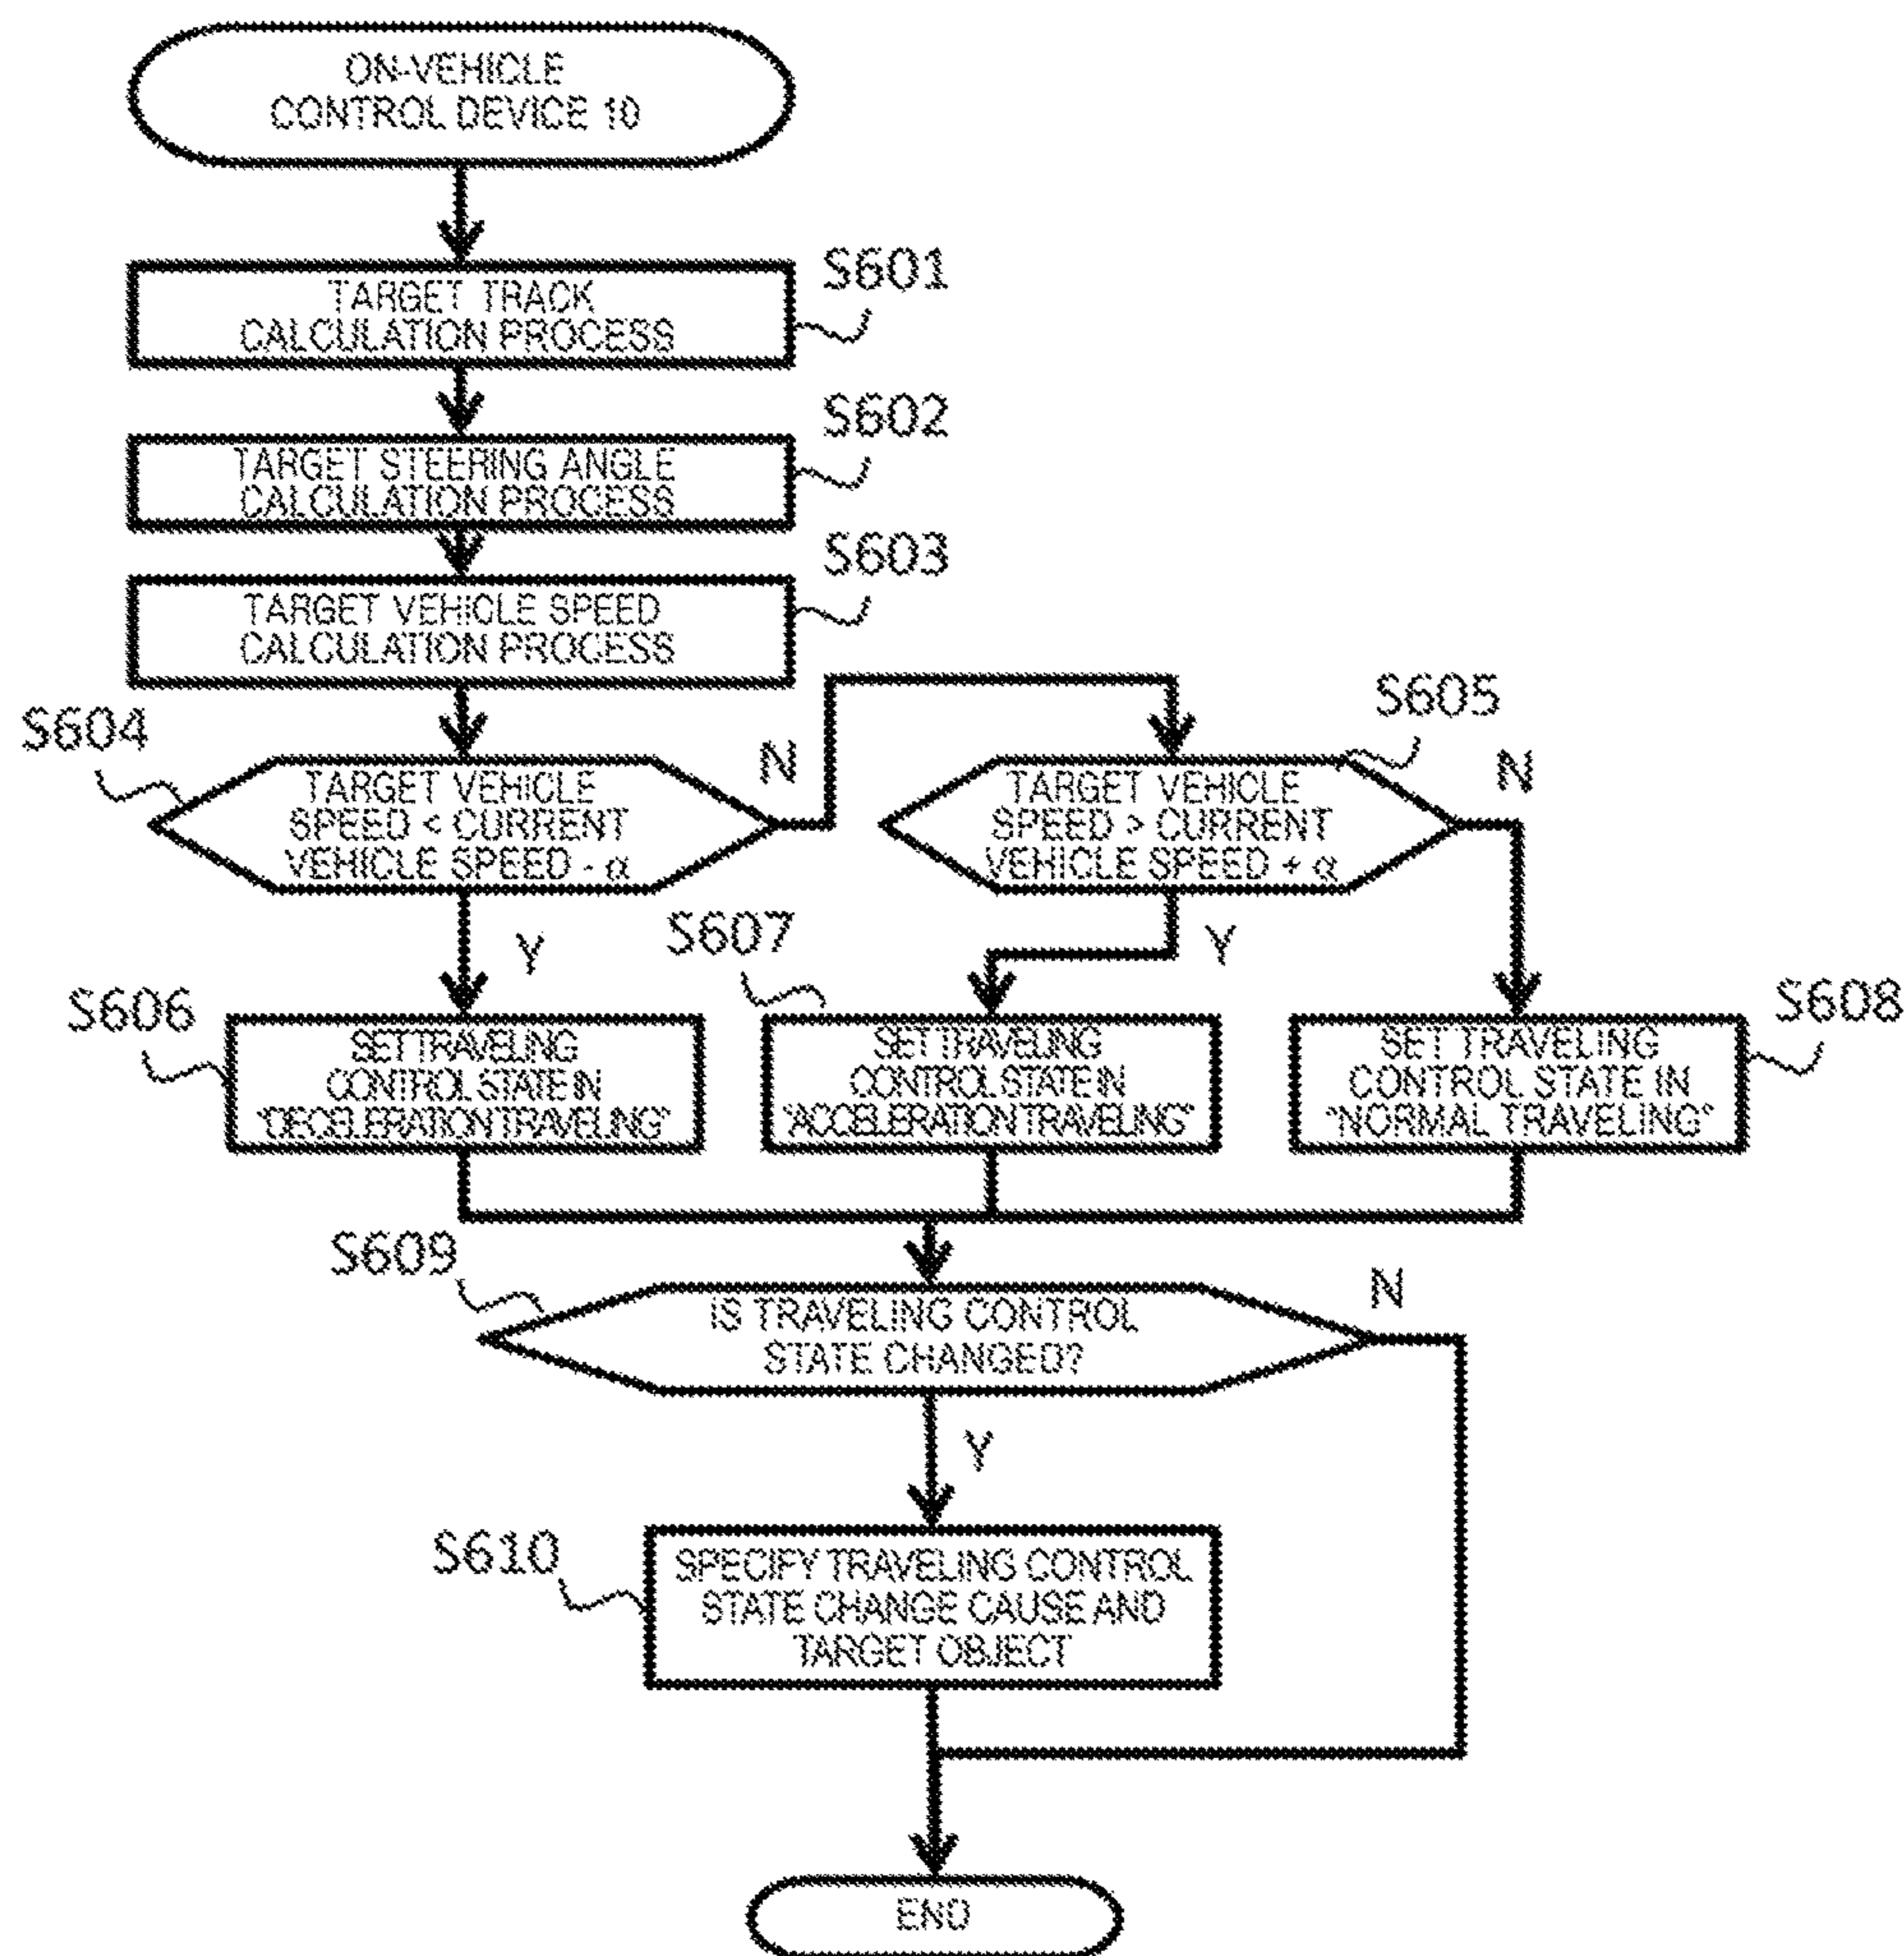 ON-VEHICLE
CONTROL DEVICE 10
S601
TARGET TRACK
CALCULATION PROCESS
S602
TARGET STEERING ANGLE
CALCULATION PROCESS
S603
TARGET VEHICLE SPEED
CALCULATION PROCESS
S604
TARGET VEHICLE
SPEED < CURRENT
VEHICLE SPEED - α
N
S605
TARGET VEHICLE
SPEED > CURRENT
VEHICLE SPEED + α
N
Y
S607
Y
S606
SET TRAVELING
CONTROL STATE IN
"DECELERATION TRAVELING"
SET TRAVELING
CONTROL STATE IN
"ACCELERATION TRAVELING"
SET TRAVELING
CONTROL STATE IN
"NORMAL TRAVELING"
S608
S609
IS TRAVELING CONTROL
STATE CHANGED?
N
Y
S610
SPECIFY TRAVELING CONTROL
STATE CHANGE CAUSE AND
TARGET OBJECT
END